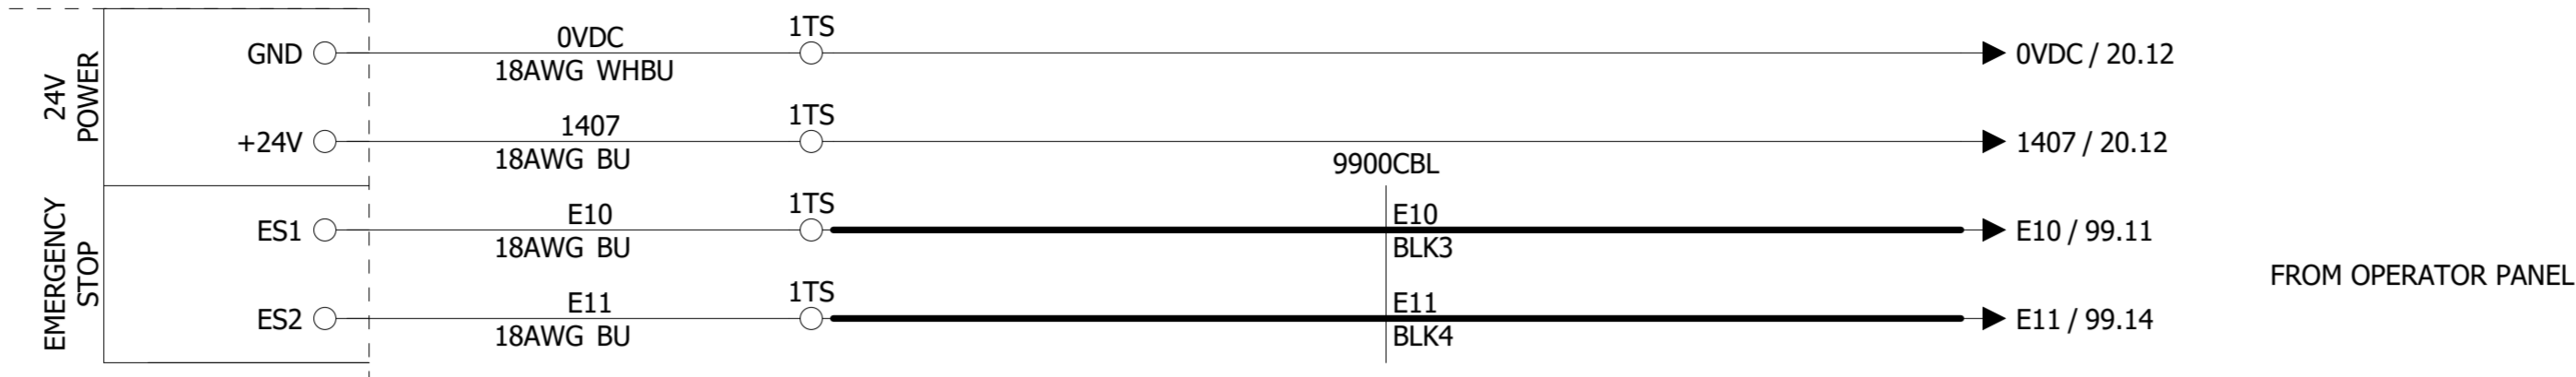 24V
POWER
GND
0VDC
18AWG WHBU
1TS
0VDC / 20.12
+24V
1407
18AWG BU
1TS
1407 / 20.12
9900CBL
EMERGENCY
STOP
ES1
E10
18AWG BU
1TS
E10
BLK3
E10 / 99.11
FROM OPERATOR PANEL
ES2
E11
18AWG BU
1TS
E11
BLK4
E11 / 99.14